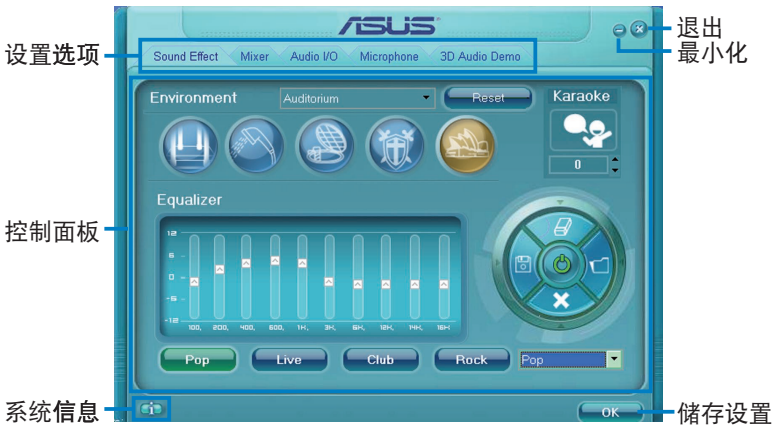 ASUS
退出
最小化
设置选项
Sound Effect Mixer Audio I/O Microphone 3D Audio Demo
Environment Auditorium Reset Karaoke
0
控制面板
Equalizer
12
6
0
-6
-12
100, 200, 400, 600, 1K, 3K, 6K, 12K, 14K, 16K
Pop Live Club Rock Pop
系统信息
i
OK
储存设置